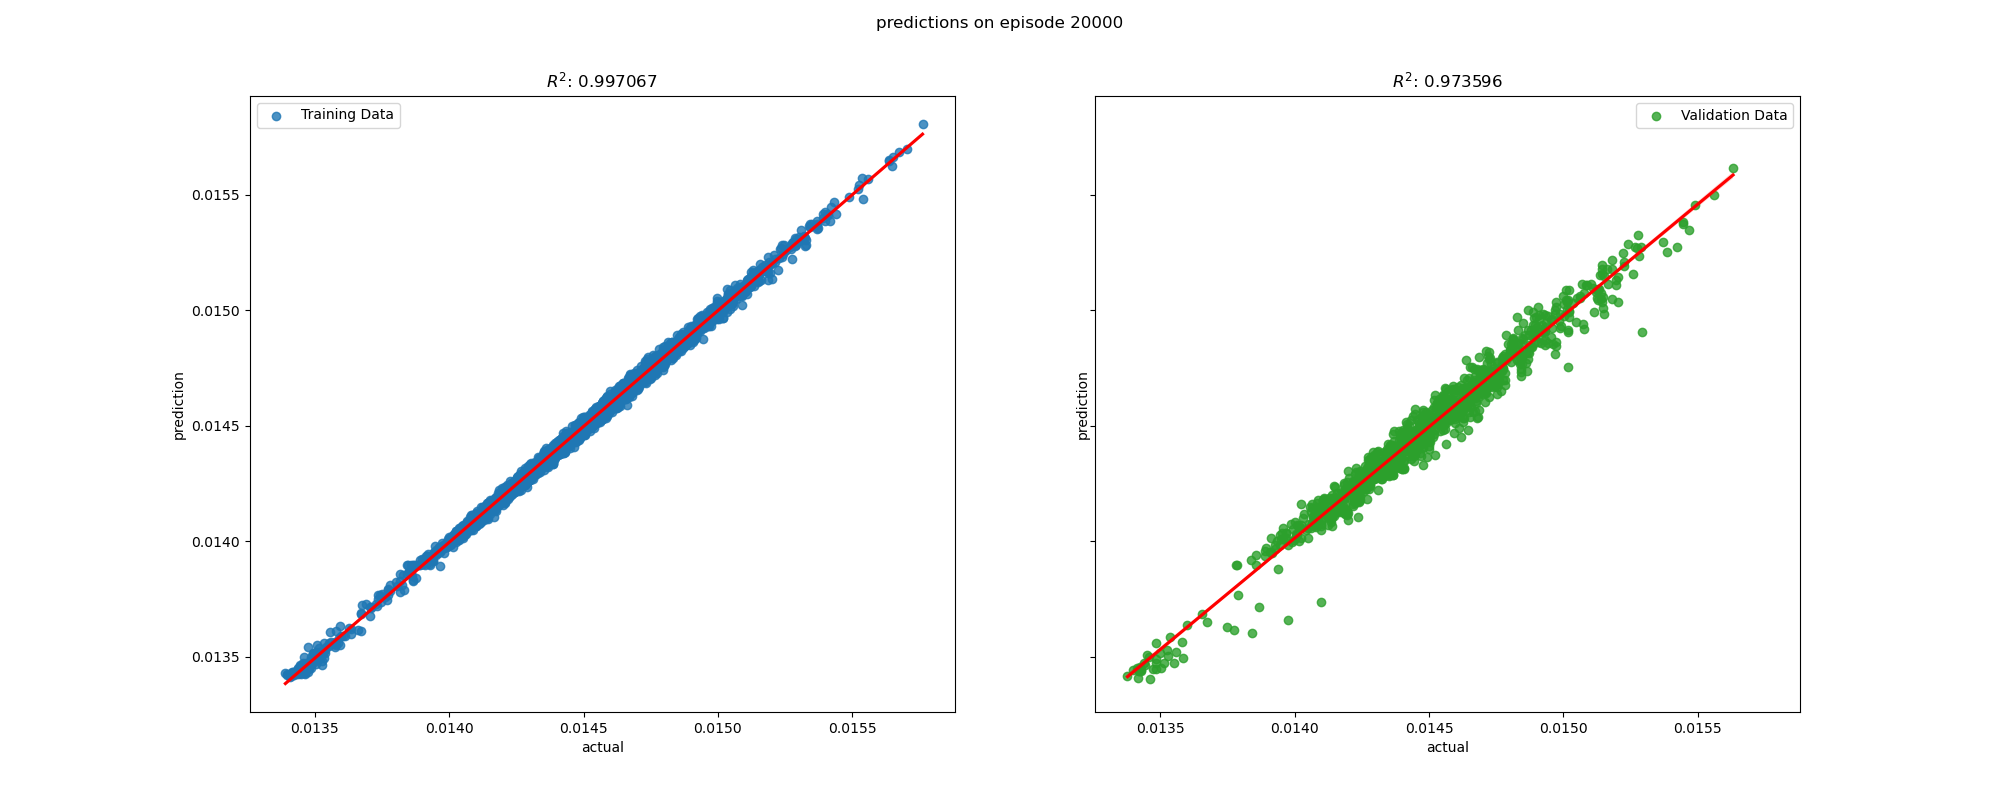 predictions on episode 20000
R²: 0.997067
Training Data
0.0155
0.0150
0.0145
0.0140
0.0135
prediction
0.0135 0.0140 0.0145 0.0150 0.0155
actual
R²: 0.973596
Validation Data
prediction
0.0135 0.0140 0.0145 0.0150 0.0155
actual